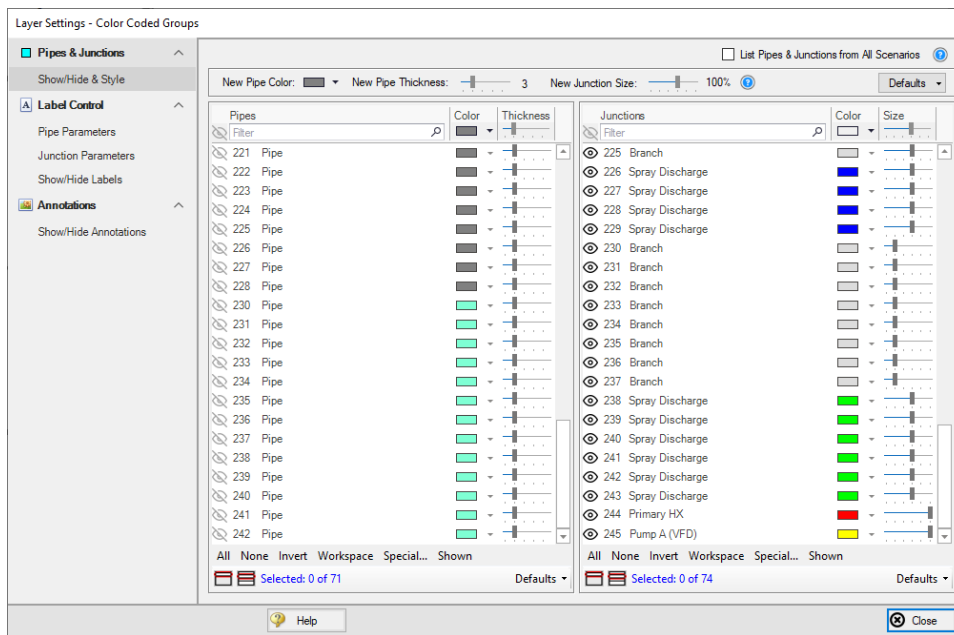 Layer Settings - Color Coded Groups
Pipes & Junctions
Show/Hide & Style
A Label Control
Pipe Parameters
Junction Parameters
Show/Hide Labels
Annotations
Show/Hide Annotations
List Pipes & Junctions from All Scenarios ?
New Pipe Color: New Pipe Thickness: 3 New Junction Size: 100% ? Defaults
Pipes Color Thickness
Filter
221 Pipe
222 Pipe
223 Pipe
224 Pipe
225 Pipe
226 Pipe
227 Pipe
228 Pipe
230 Pipe
231 Pipe
232 Pipe
233 Pipe
234 Pipe
235 Pipe
236 Pipe
237 Pipe
238 Pipe
239 Pipe
240 Pipe
241 Pipe
242 Pipe
All None Invert Workspace Special... Shown
Selected: 0 of 71 Defaults
Junctions Color Size
Filter
225 Branch
226 Spray Discharge
227 Spray Discharge
228 Spray Discharge
229 Spray Discharge
230 Branch
231 Branch
232 Branch
233 Branch
234 Branch
235 Branch
236 Branch
237 Branch
238 Spray Discharge
239 Spray Discharge
240 Spray Discharge
241 Spray Discharge
242 Spray Discharge
243 Spray Discharge
244 Primary HX
245 Pump A (VFD)
All None Invert Workspace Special... Shown
Selected: 0 of 74 Defaults
? Help
Close